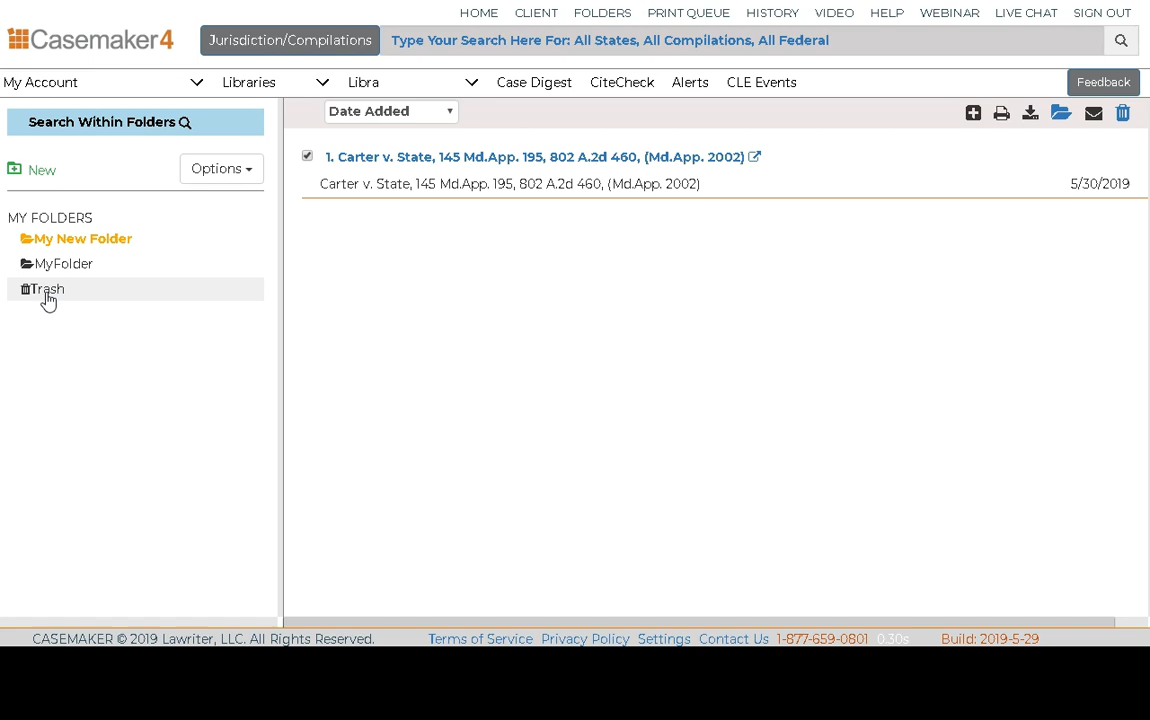 HOME CLIENT FOLDERS PRINT QUEUE HISTORY VIDEO HELP WEBINAR LIVE CHAT SIGN OUT
Casemaker4 Jurisdiction/Compilations Type Your Search Here For: All States, All Compilations, All Federal
My Account Libraries Libra Case Digest CiteCheck Alerts CLE Events Feedback
Search Within Folders Date Added
1. Carter v. State, 145 Md.App. 195, 802 A.2d 460, (Md.App. 2002)
New Options
Carter v. State, 145 Md.App. 195, 802 A.2d 460, (Md.App. 2002) 5/30/2019
MY FOLDERS
My New Folder
MyFolder
Trash
CASEMAKER © 2019 Lawriter, LLC. All Rights Reserved. Terms of Service Privacy Policy Settings Contact Us 1-877-659-0801 0.30s Build: 2019-5-29